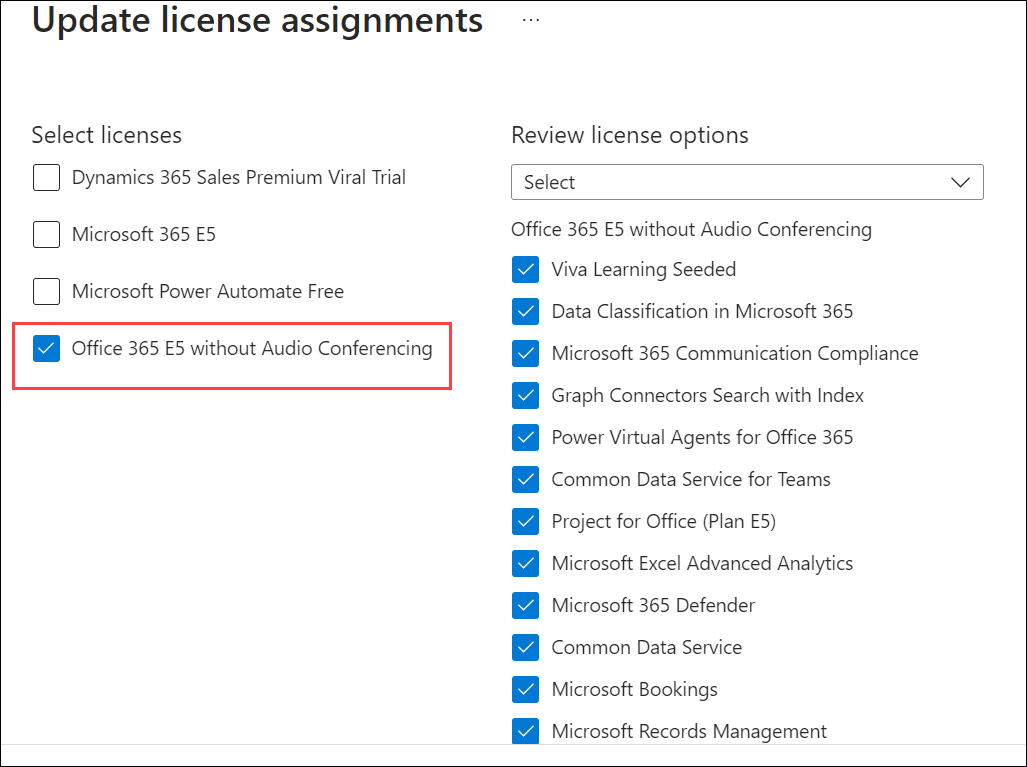 Update license assignments ...
Select licenses
Dynamics 365 Sales Premium Viral Trial
Microsoft 365 E5
Microsoft Power Automate Free
Office 365 E5 without Audio Conferencing
Review license options
Select
Office 365 E5 without Audio Conferencing
Viva Learning Seeded
Data Classification in Microsoft 365
Microsoft 365 Communication Compliance
Graph Connectors Search with Index
Power Virtual Agents for Office 365
Common Data Service for Teams
Project for Office (Plan E5)
Microsoft Excel Advanced Analytics
Microsoft 365 Defender
Common Data Service
Microsoft Bookings
Microsoft Records Management